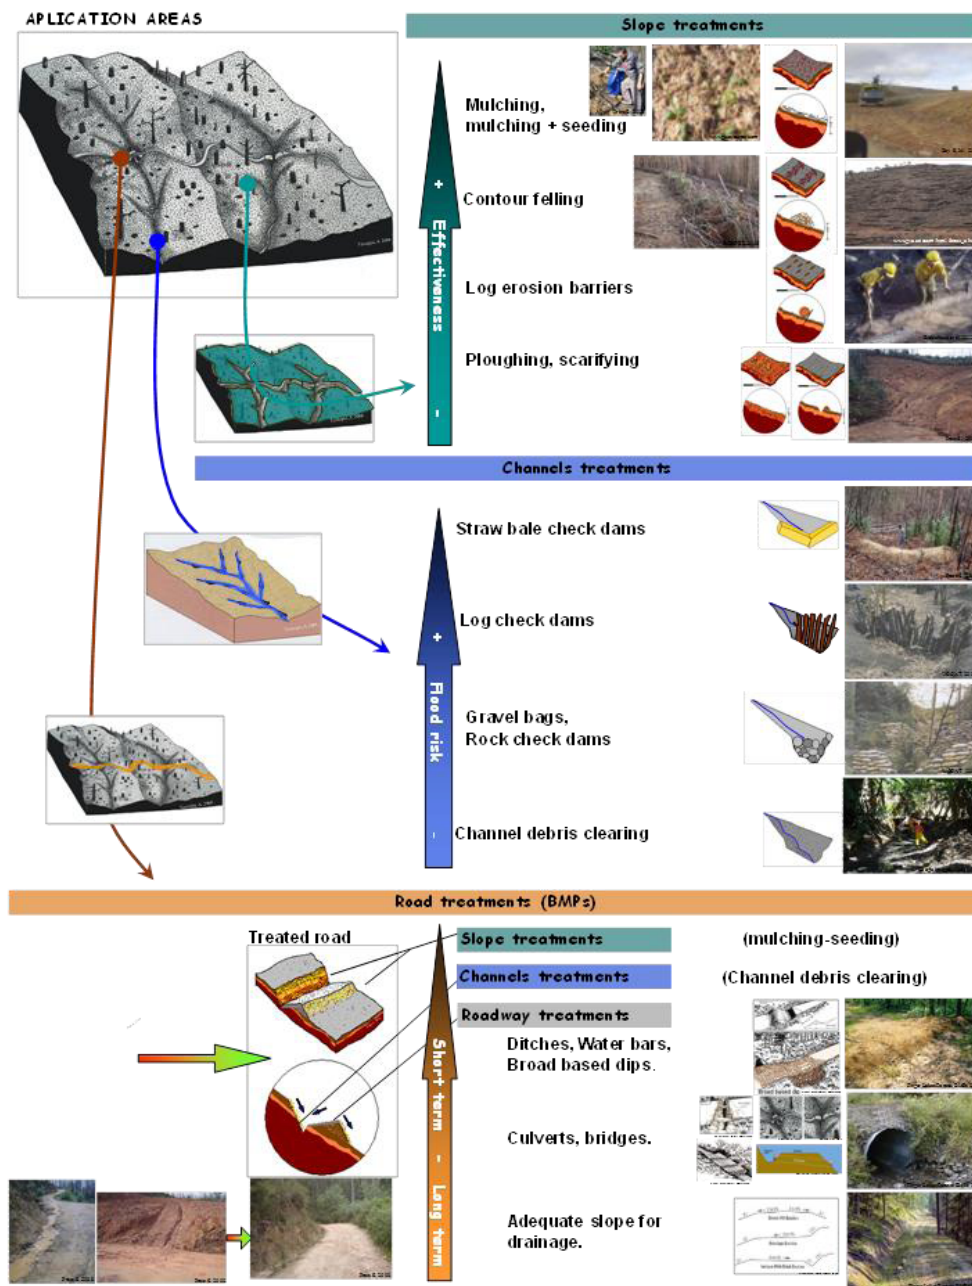 APLICATION AREAS
Slope treatments
Mulching,
mulching + seeding
Contour felling
Log erosion barriers
Ploughing, scarifying
+
Effectiveness
-
Channels treatments
Straw bale check dams
Log check dams
Gravel bags,
Rock check dams
Channel debris clearing
+
Flood risk
-
Road treatments (BMPs)
Treated road
Slope treatments
(mulching-seeding)
Channels treatments
(Channel debris clearing)
Roadway treatments
Ditches, Water bars,
Broad based dips.
Culverts, bridges.
Adequate slope for
drainage.
Short term - Long term
Broad based dip